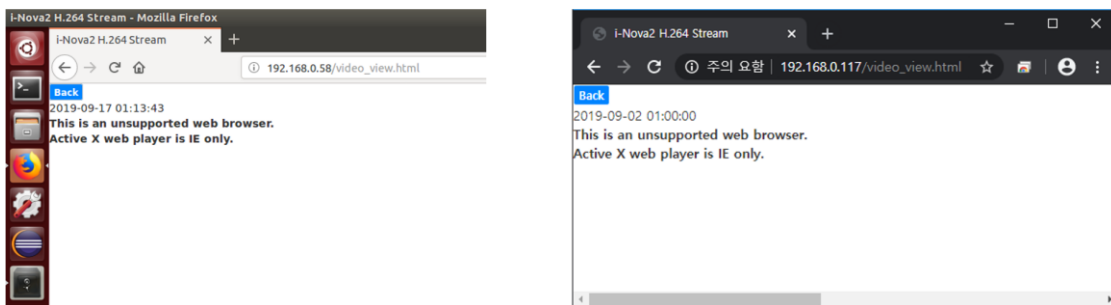 i-Nova2 H.264 Stream - Mozilla Firefox
i-Nova2 H.264 Stream × +
192.168.0.58/video_view.html
Back
2019-09-17 01:13:43
This is an unsupported web browser.
Active X web player is IE only.
i-Nova2 H.264 Stream × +
주의 요함 | 192.168.0.117/video_view.html
Back
2019-09-02 01:00:00
This is an unsupported web browser.
Active X web player is IE only.